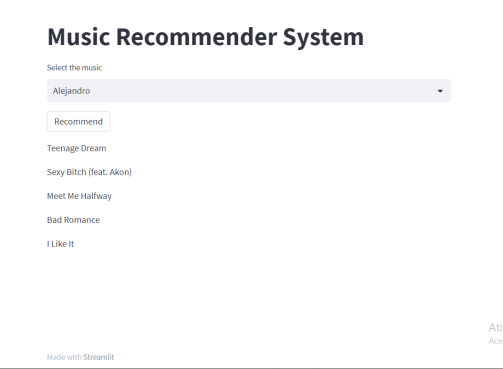 Music Recommender System
Select the music
Alejandro
Recommend
Teenage Dream
Sexy Bitch (feat. Akon)
Meet Me Halfway
Bad Romance
I Like It
Ati
Ace
Made with Streamlit